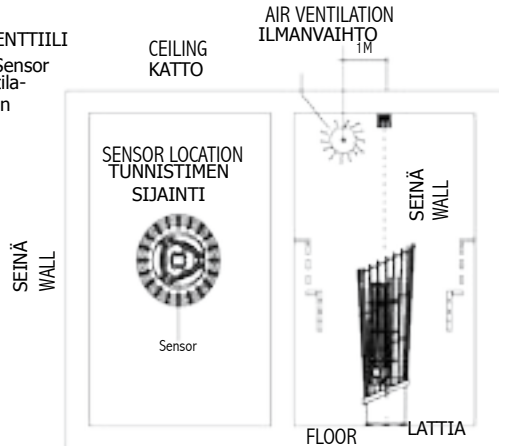 ENTTIILI
Sensor
tila-
n
CEILING
KATTO
AIR VENTILATION
ILMANVAIHTO
1M
SENSOR LOCATION
TUNNISTIMEN
SIJAINTI
SEINÄ
WALL
Sensor
SEINÄ
WALL
FLOOR
LATTIA